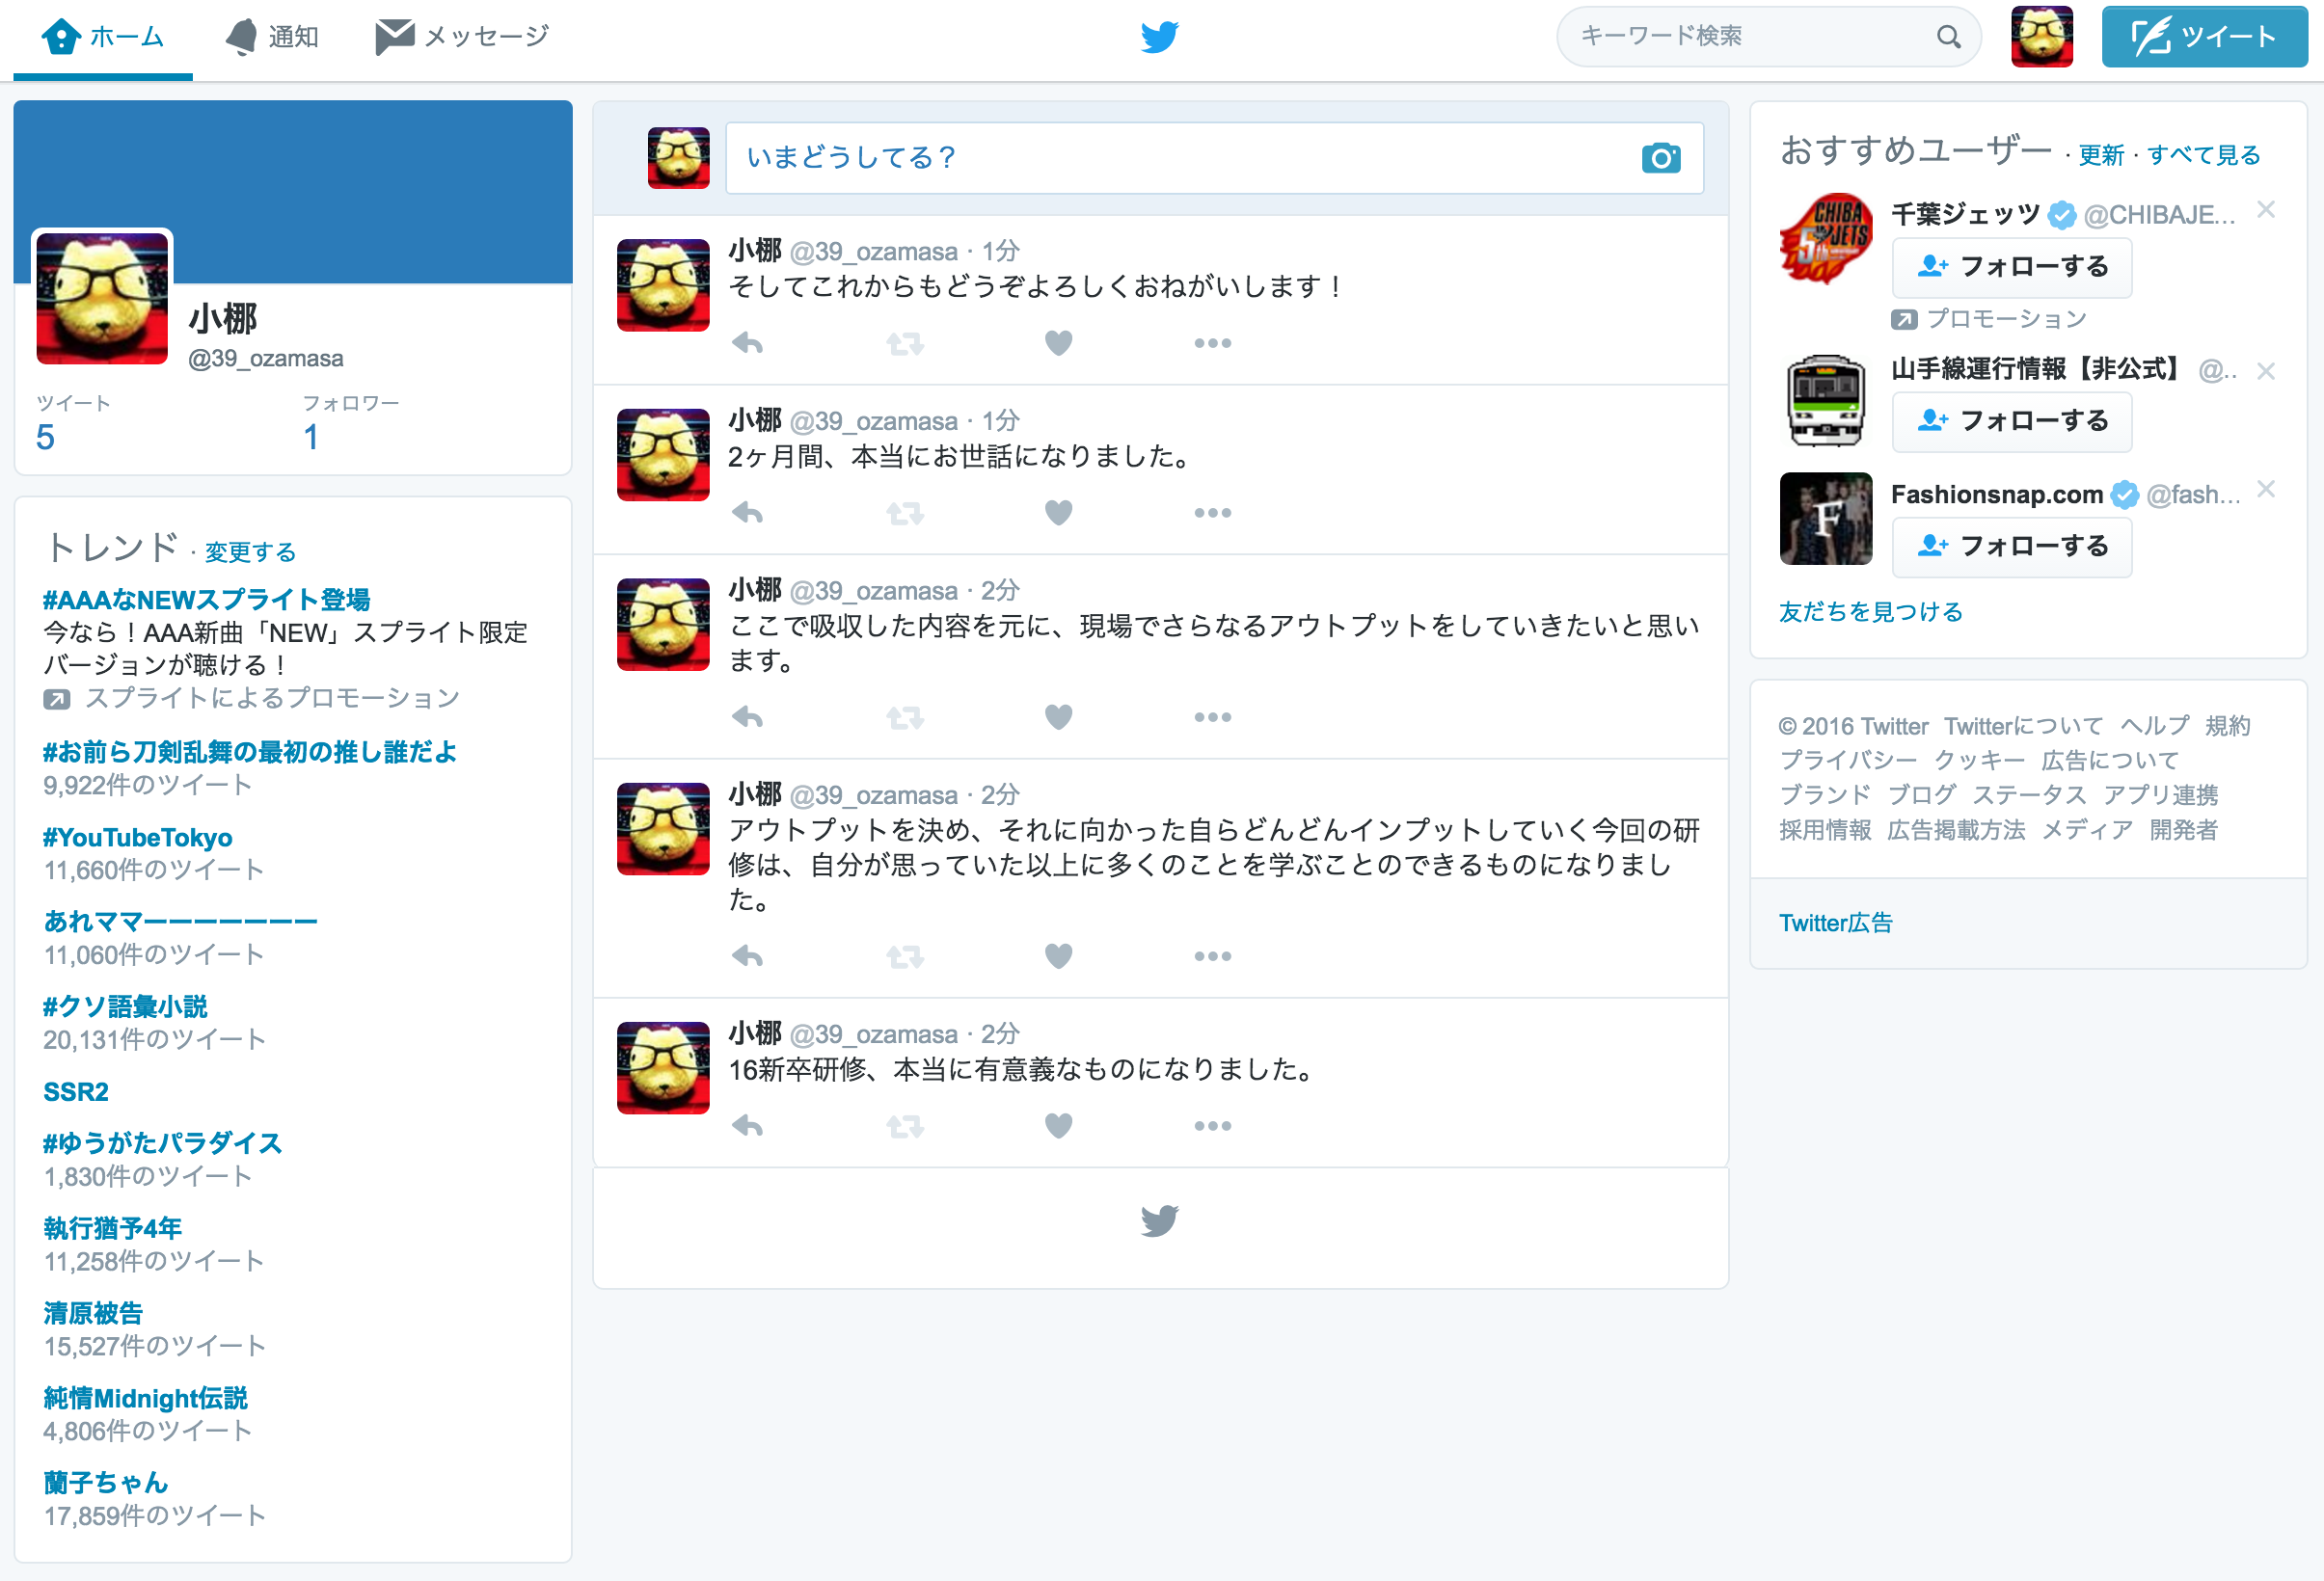 ホーム 通知 メッセージ キーワード検索 ツイート
小梛
@39_ozamasa
ツイート フォロワー
5 1
トレンド · 変更する
#AAAなNEWスプライト登場
今なら！AAA新曲「NEW」スプライト限定
バージョンが聴ける！
スプライトによるプロモーション
#お前ら刀剣乱舞の最初の推し誰だよ
9,922件のツイート
#YouTubeTokyo
11,660件のツイート
あれママーーーーーーー
11,060件のツイート
#クソ語彙小説
20,131件のツイート
SSR2
#ゆうがたパラダイス
1,830件のツイート
執行猶予4年
11,258件のツイート
清原被告
15,527件のツイート
純情Midnight伝説
4,806件のツイート
蘭子ちゃん
17,859件のツイート
いまどうしてる？
小梛 @39_ozamasa · 1分
そしてこれからもどうぞよろしくおねがいします！
小梛 @39_ozamasa · 1分
2ヶ月間、本当にお世話になりました。
小梛 @39_ozamasa · 2分
ここで吸収した内容を元に、現場でさらなるアウトプットをしていきたいと思い
ます。
小梛 @39_ozamasa · 2分
アウトプットを決め、それに向かった自らどんどんインプットしていく今回の研
修は、自分が思っていた以上に多くのことを学ぶことのできるものになりまし
た。
小梛 @39_ozamasa · 2分
16新卒研修、本当に有意義なものになりました。
おすすめユーザー · 更新 · すべて見る
CHIBA
JETS
5th
千葉ジェッツ @CHIBAJE...
フォローする
プロモーション
山手線運行情報【非公式】 @..
フォローする
F
Fashionsnap.com @fash...
フォローする
友だちを見つける
© 2016 Twitter Twitterについて ヘルプ 規約
プライバシー クッキー 広告について
ブランド ブログ ステータス アプリ連携
採用情報 広告掲載方法 メディア 開発者
Twitter広告